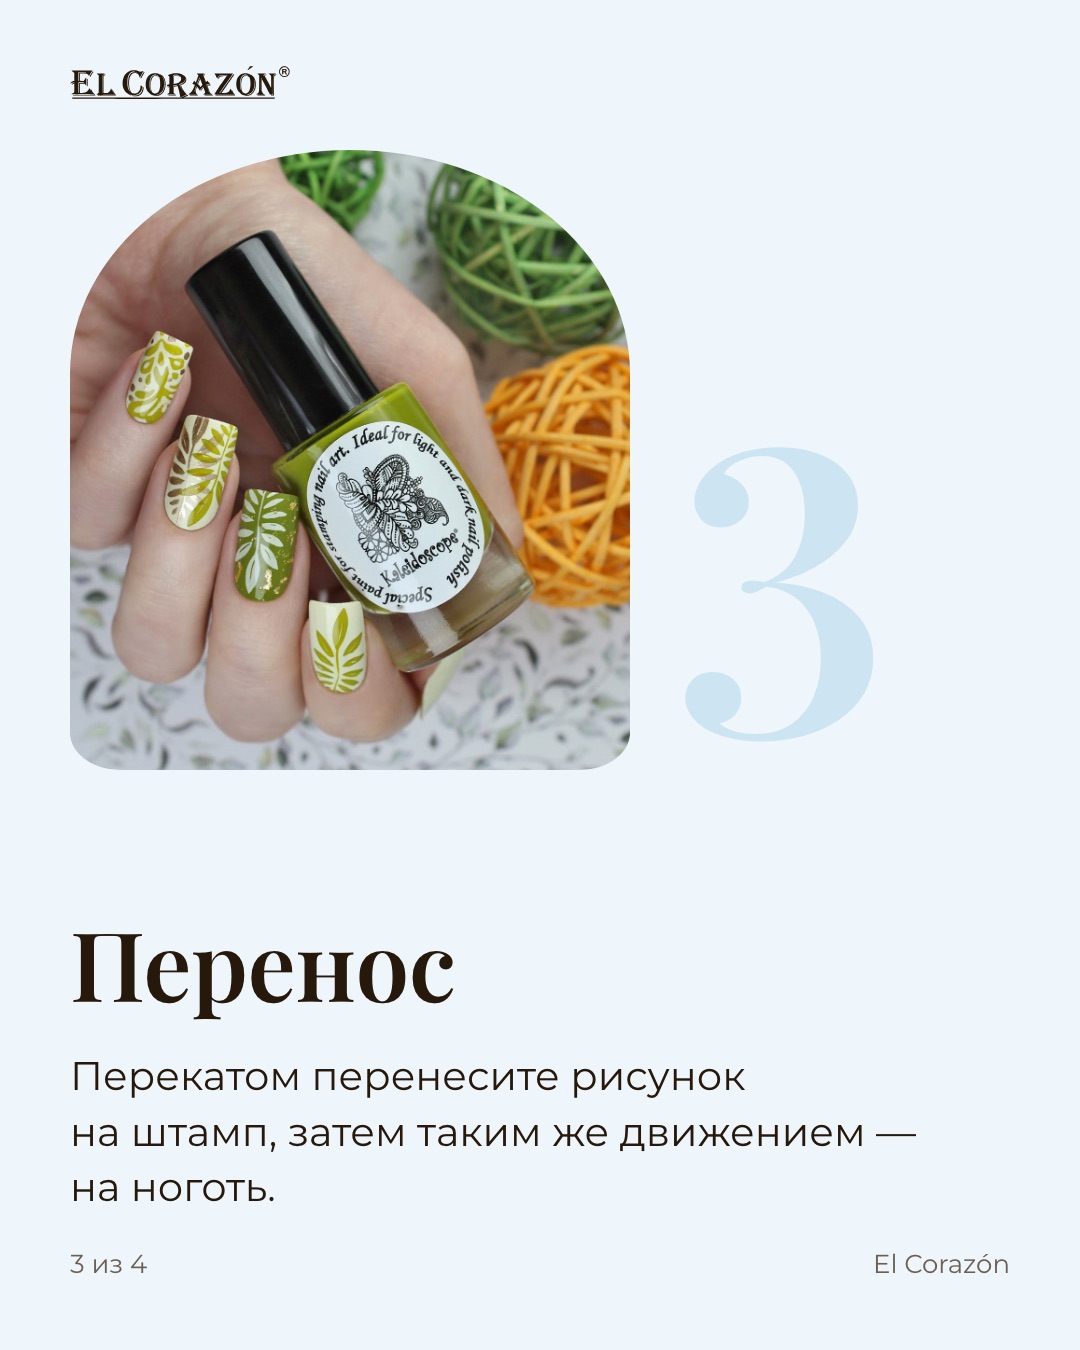 EL CORAZÓN®
Special paint for stamping nail art. Ideal for light and dark nail polish
Kaleidoscope®
3
Перенос
Перекатом перенесите рисунок
на штамп, затем таким же движением —
на ноготь.
3 из 4
El Corazón